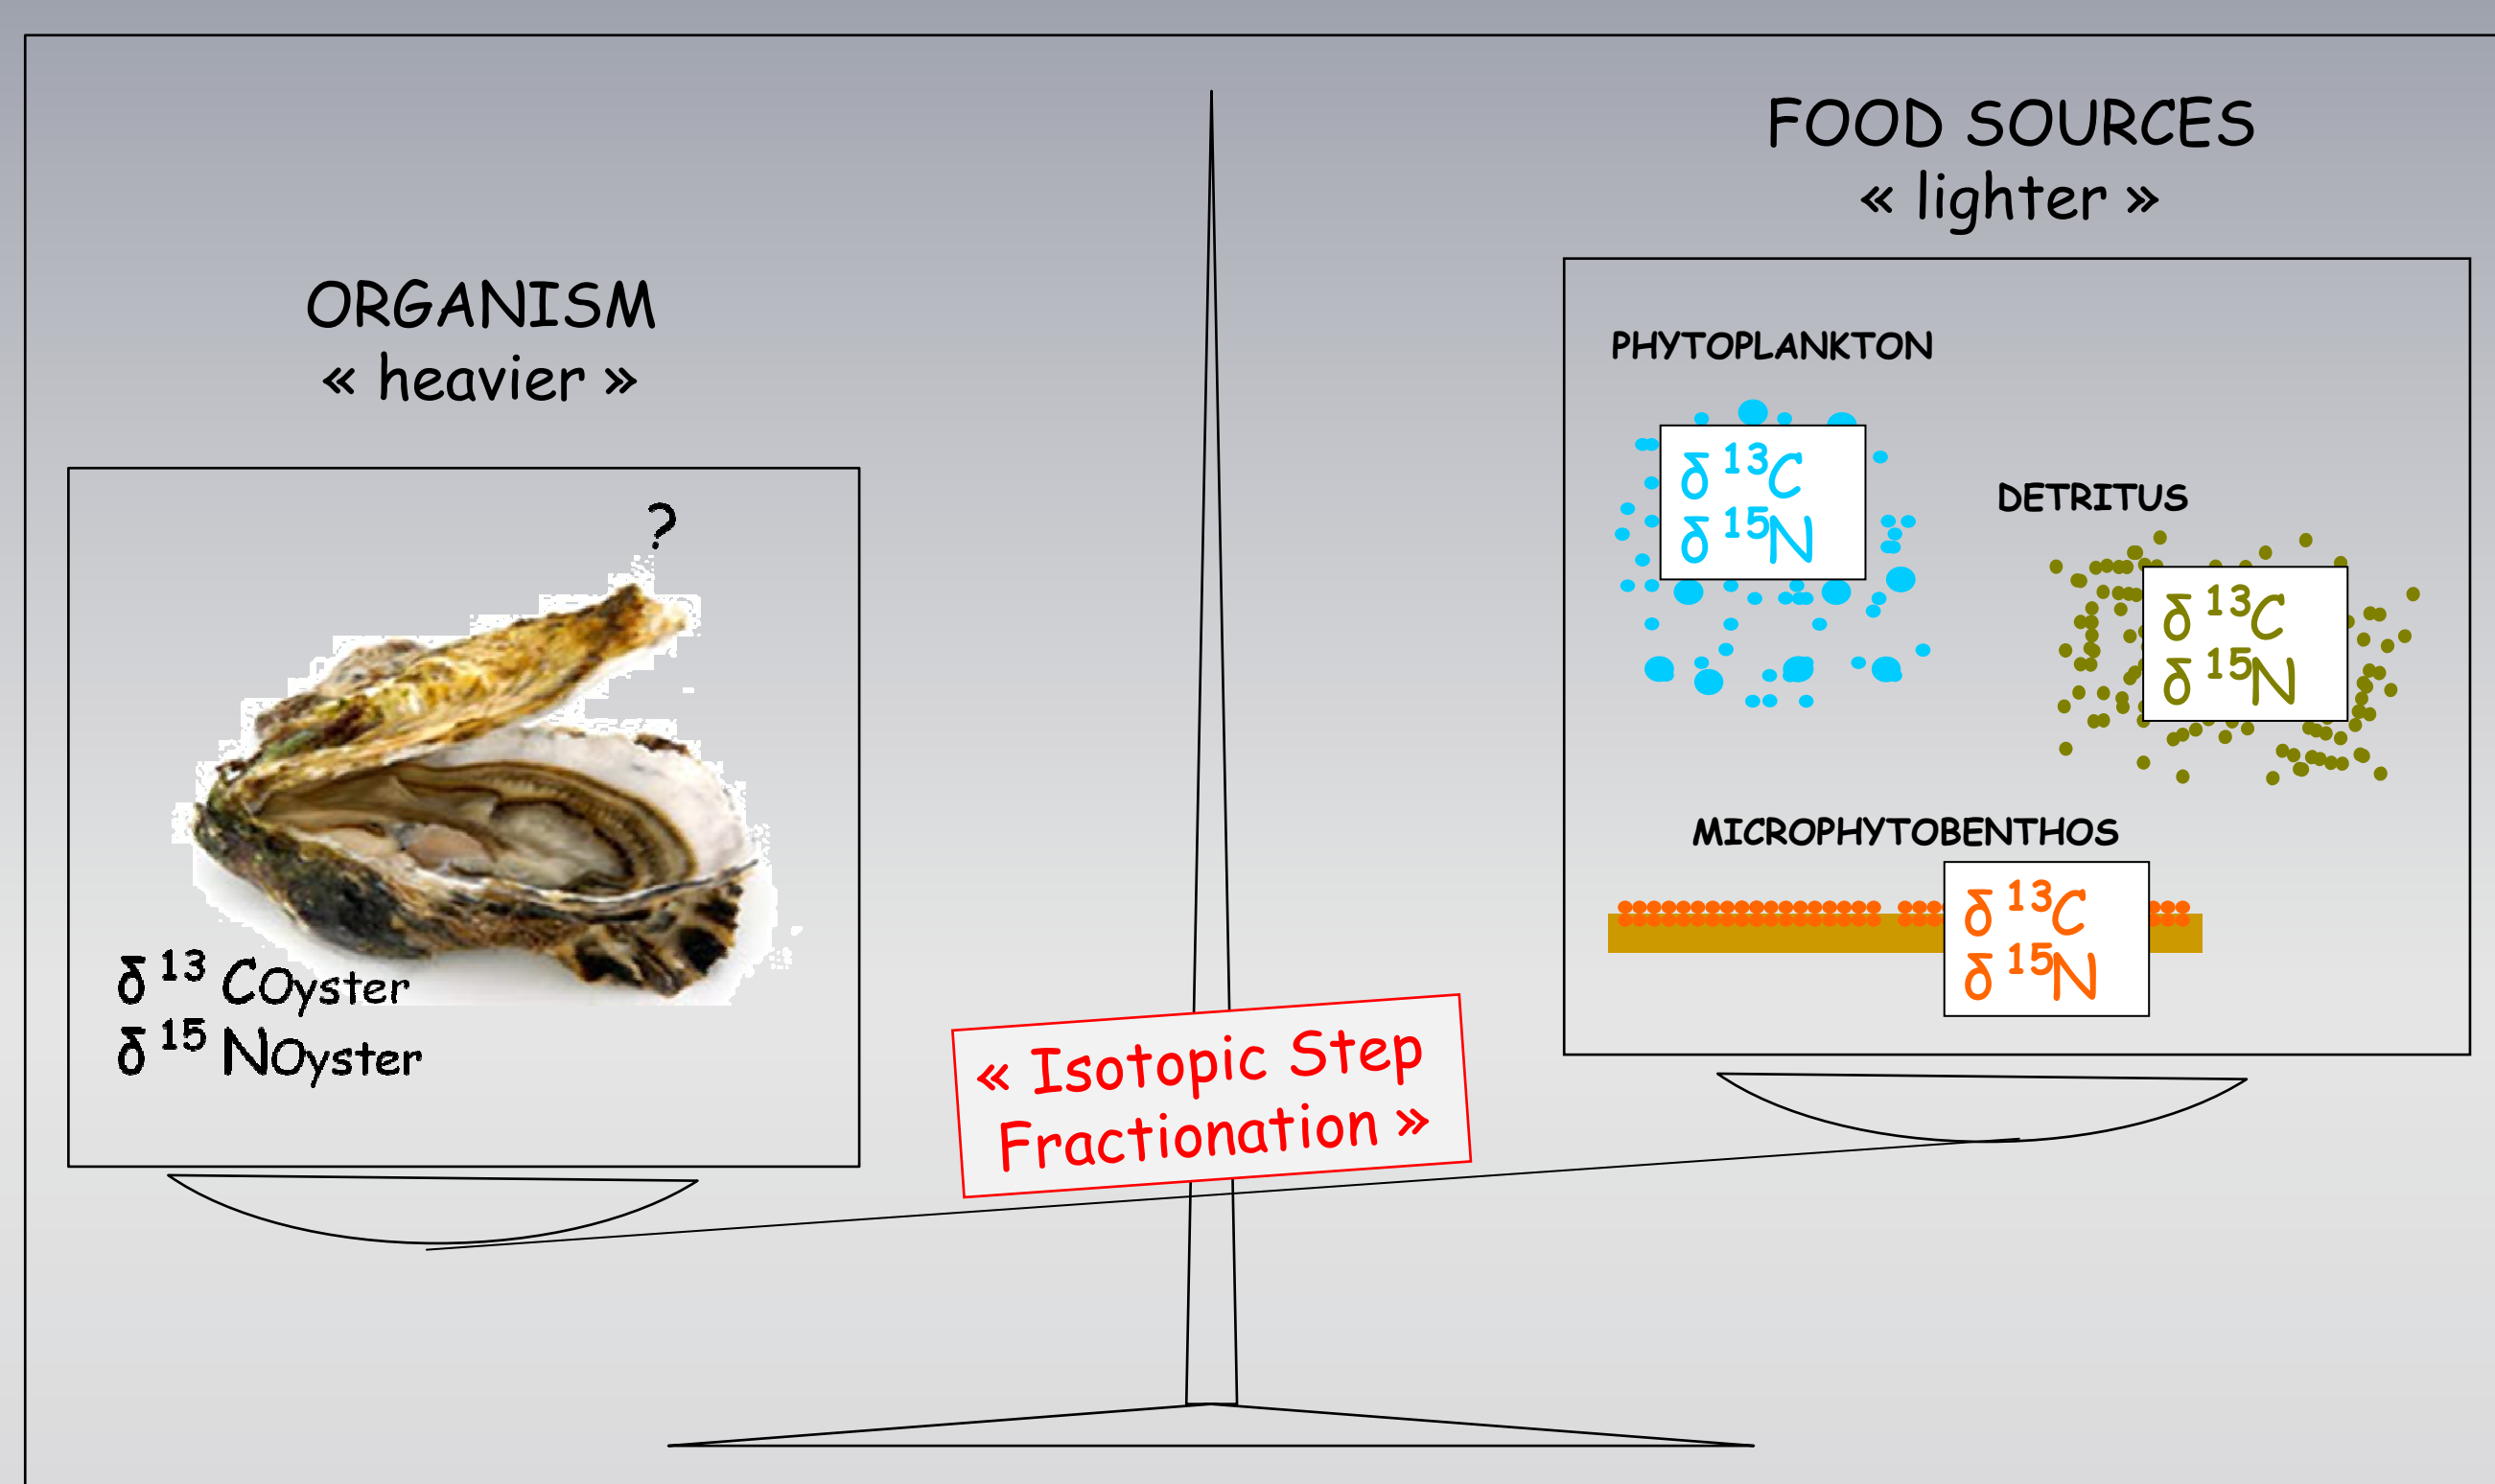 ORGANISM
« heavier »
?
δ 13 COyster
δ 15 NOyster
« Isotopic Step
Fractionation »
FOOD SOURCES
« lighter »
PHYTOPLANKTON
δ 13C
δ 15N
DETRITUS
δ 13C
δ 15N
MICROPHYTOBENTHOS
δ 13C
δ 15N